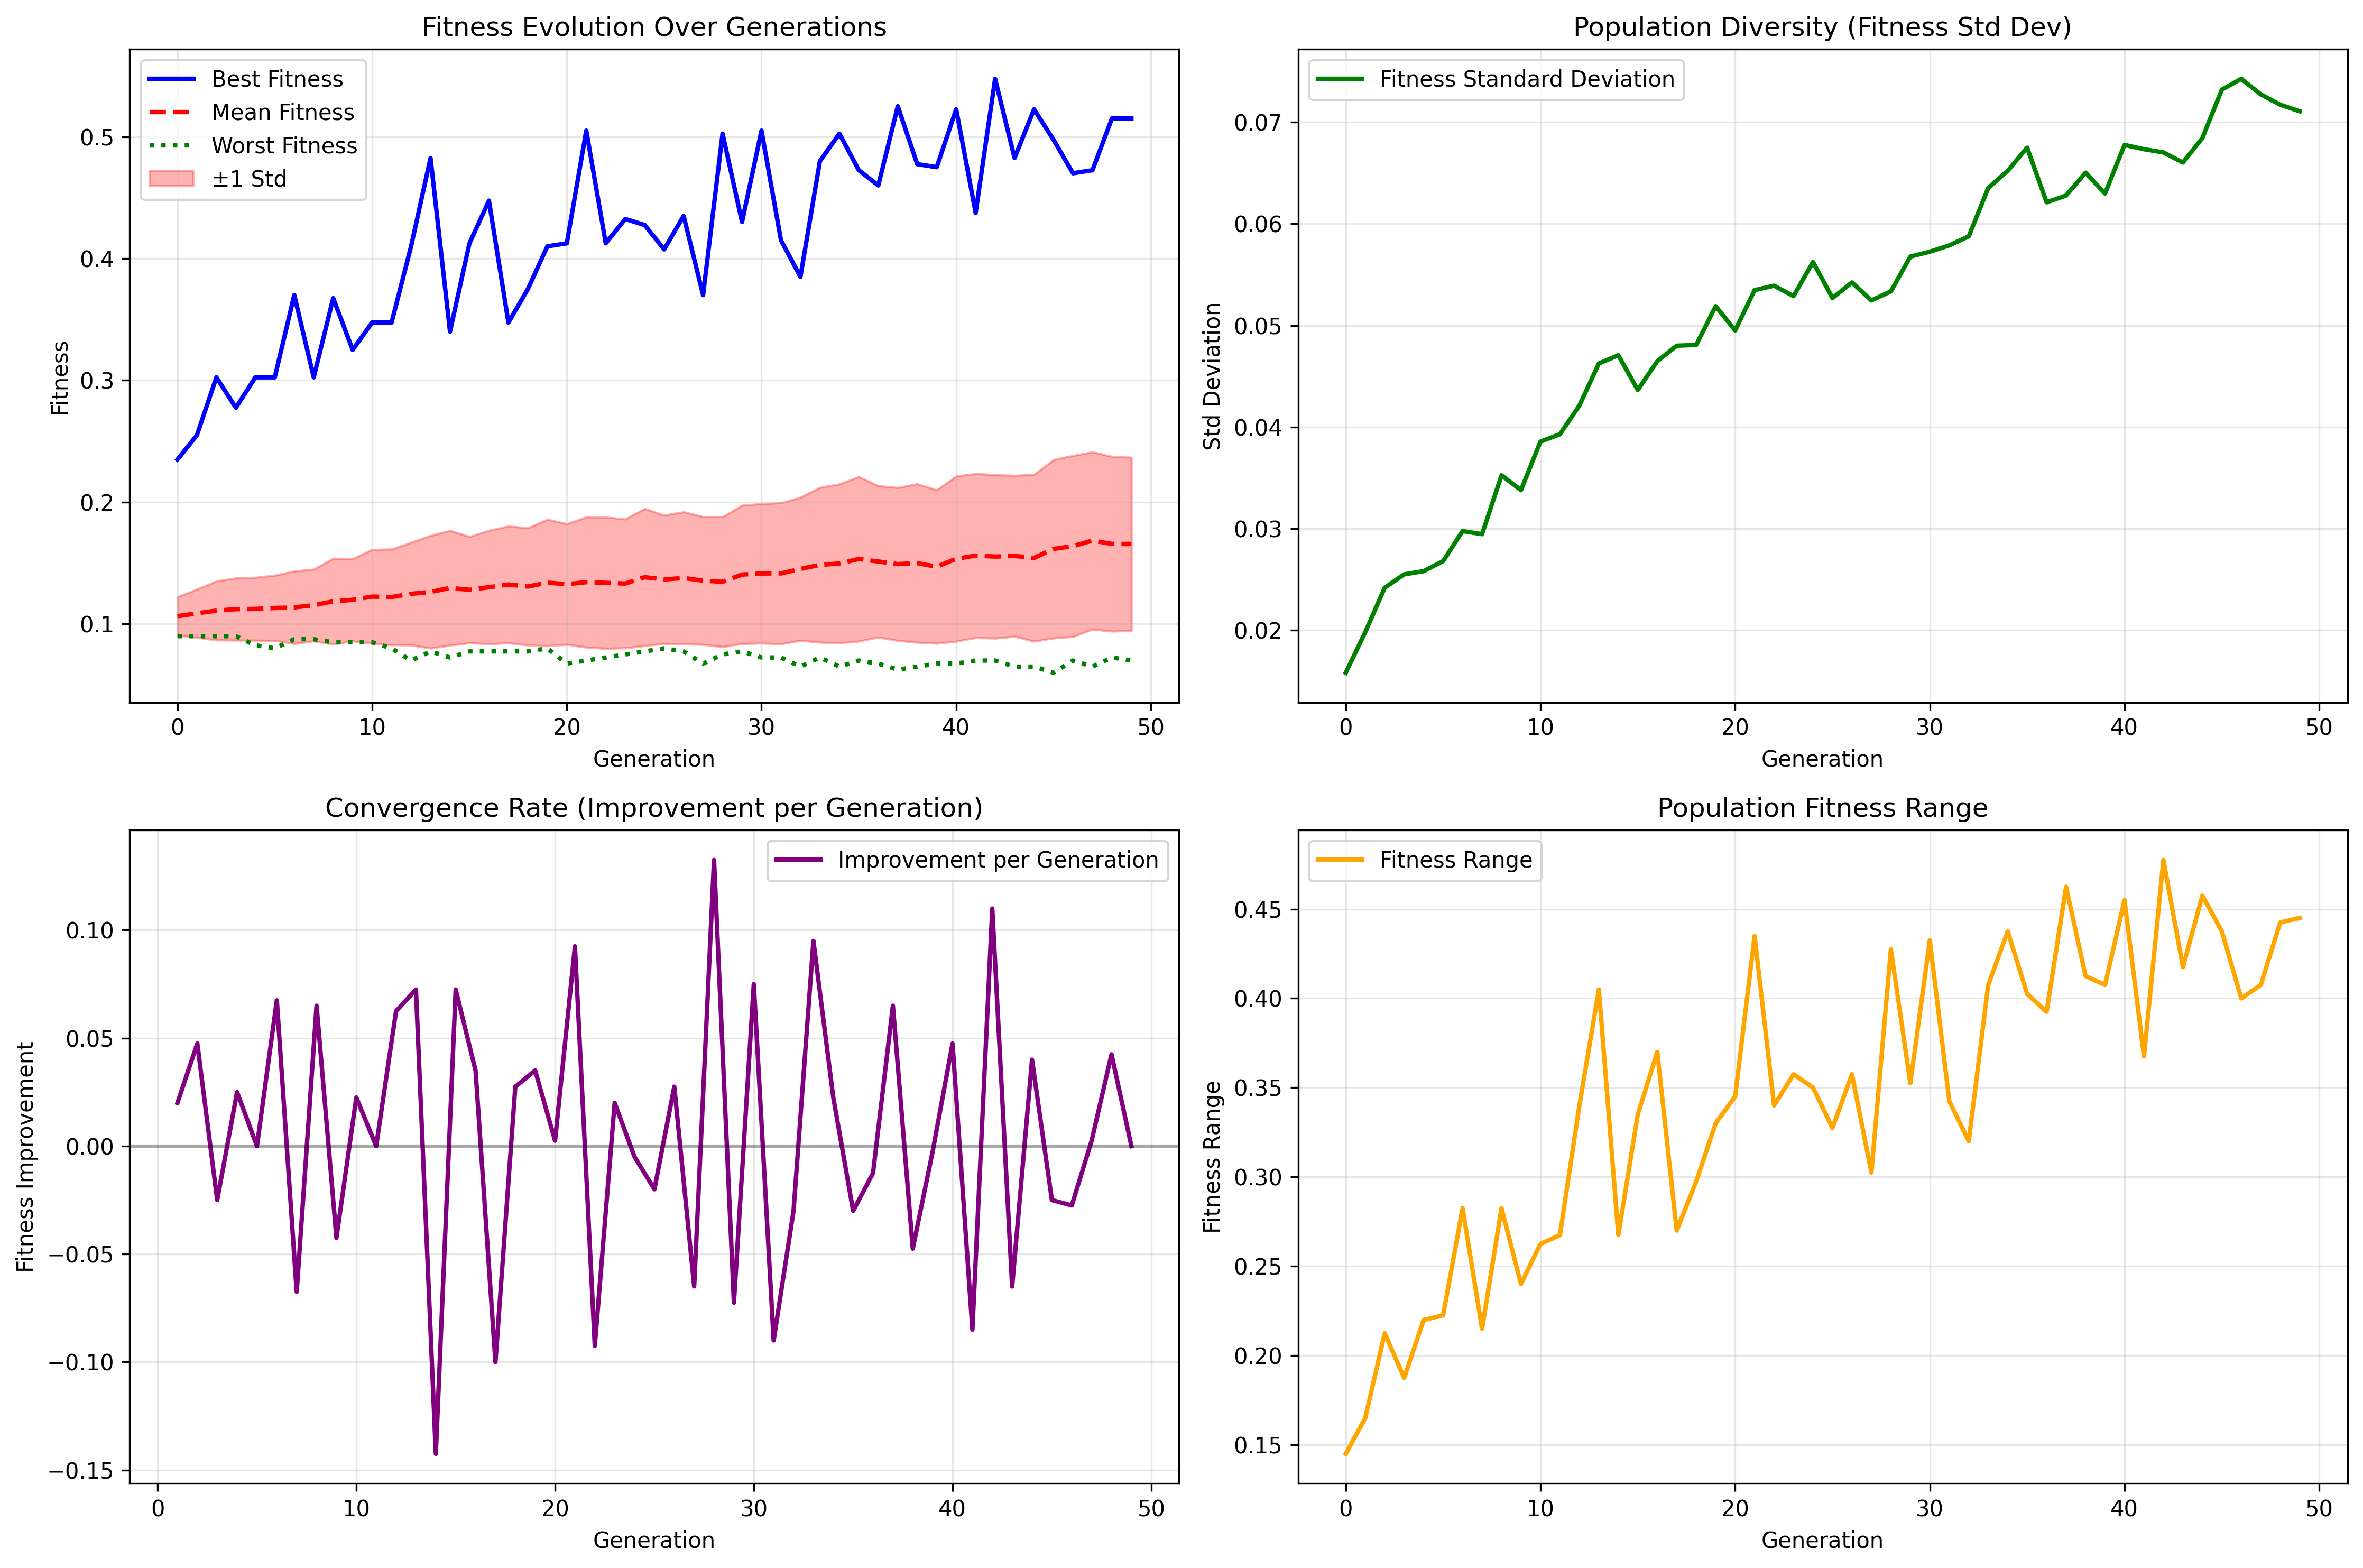 Fitness Evolution Over Generations
Best Fitness
Mean Fitness
Worst Fitness
±1 Std
Fitness
0.5
0.4
0.3
0.2
0.1
0 10 20 30 40 50
Generation
Population Diversity (Fitness Std Dev)
Fitness Standard Deviation
Std Deviation
0.07
0.06
0.05
0.04
0.03
0.02
0 10 20 30 40 50
Generation
Convergence Rate (Improvement per Generation)
Improvement per Generation
Fitness Improvement
0.10
0.05
0.00
−0.05
−0.10
−0.15
0 10 20 30 40 50
Generation
Population Fitness Range
Fitness Range
Fitness Range
0.45
0.40
0.35
0.30
0.25
0.20
0.15
0 10 20 30 40 50
Generation